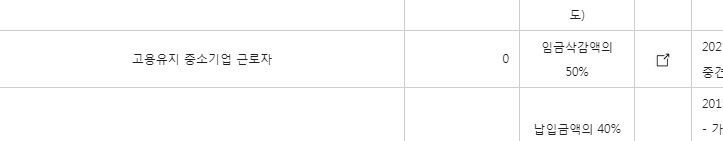 도)
고용유지 중소기업 근로자
0
임금삭감액의
50%
202
중견
201
납입금액의 40%
- 가